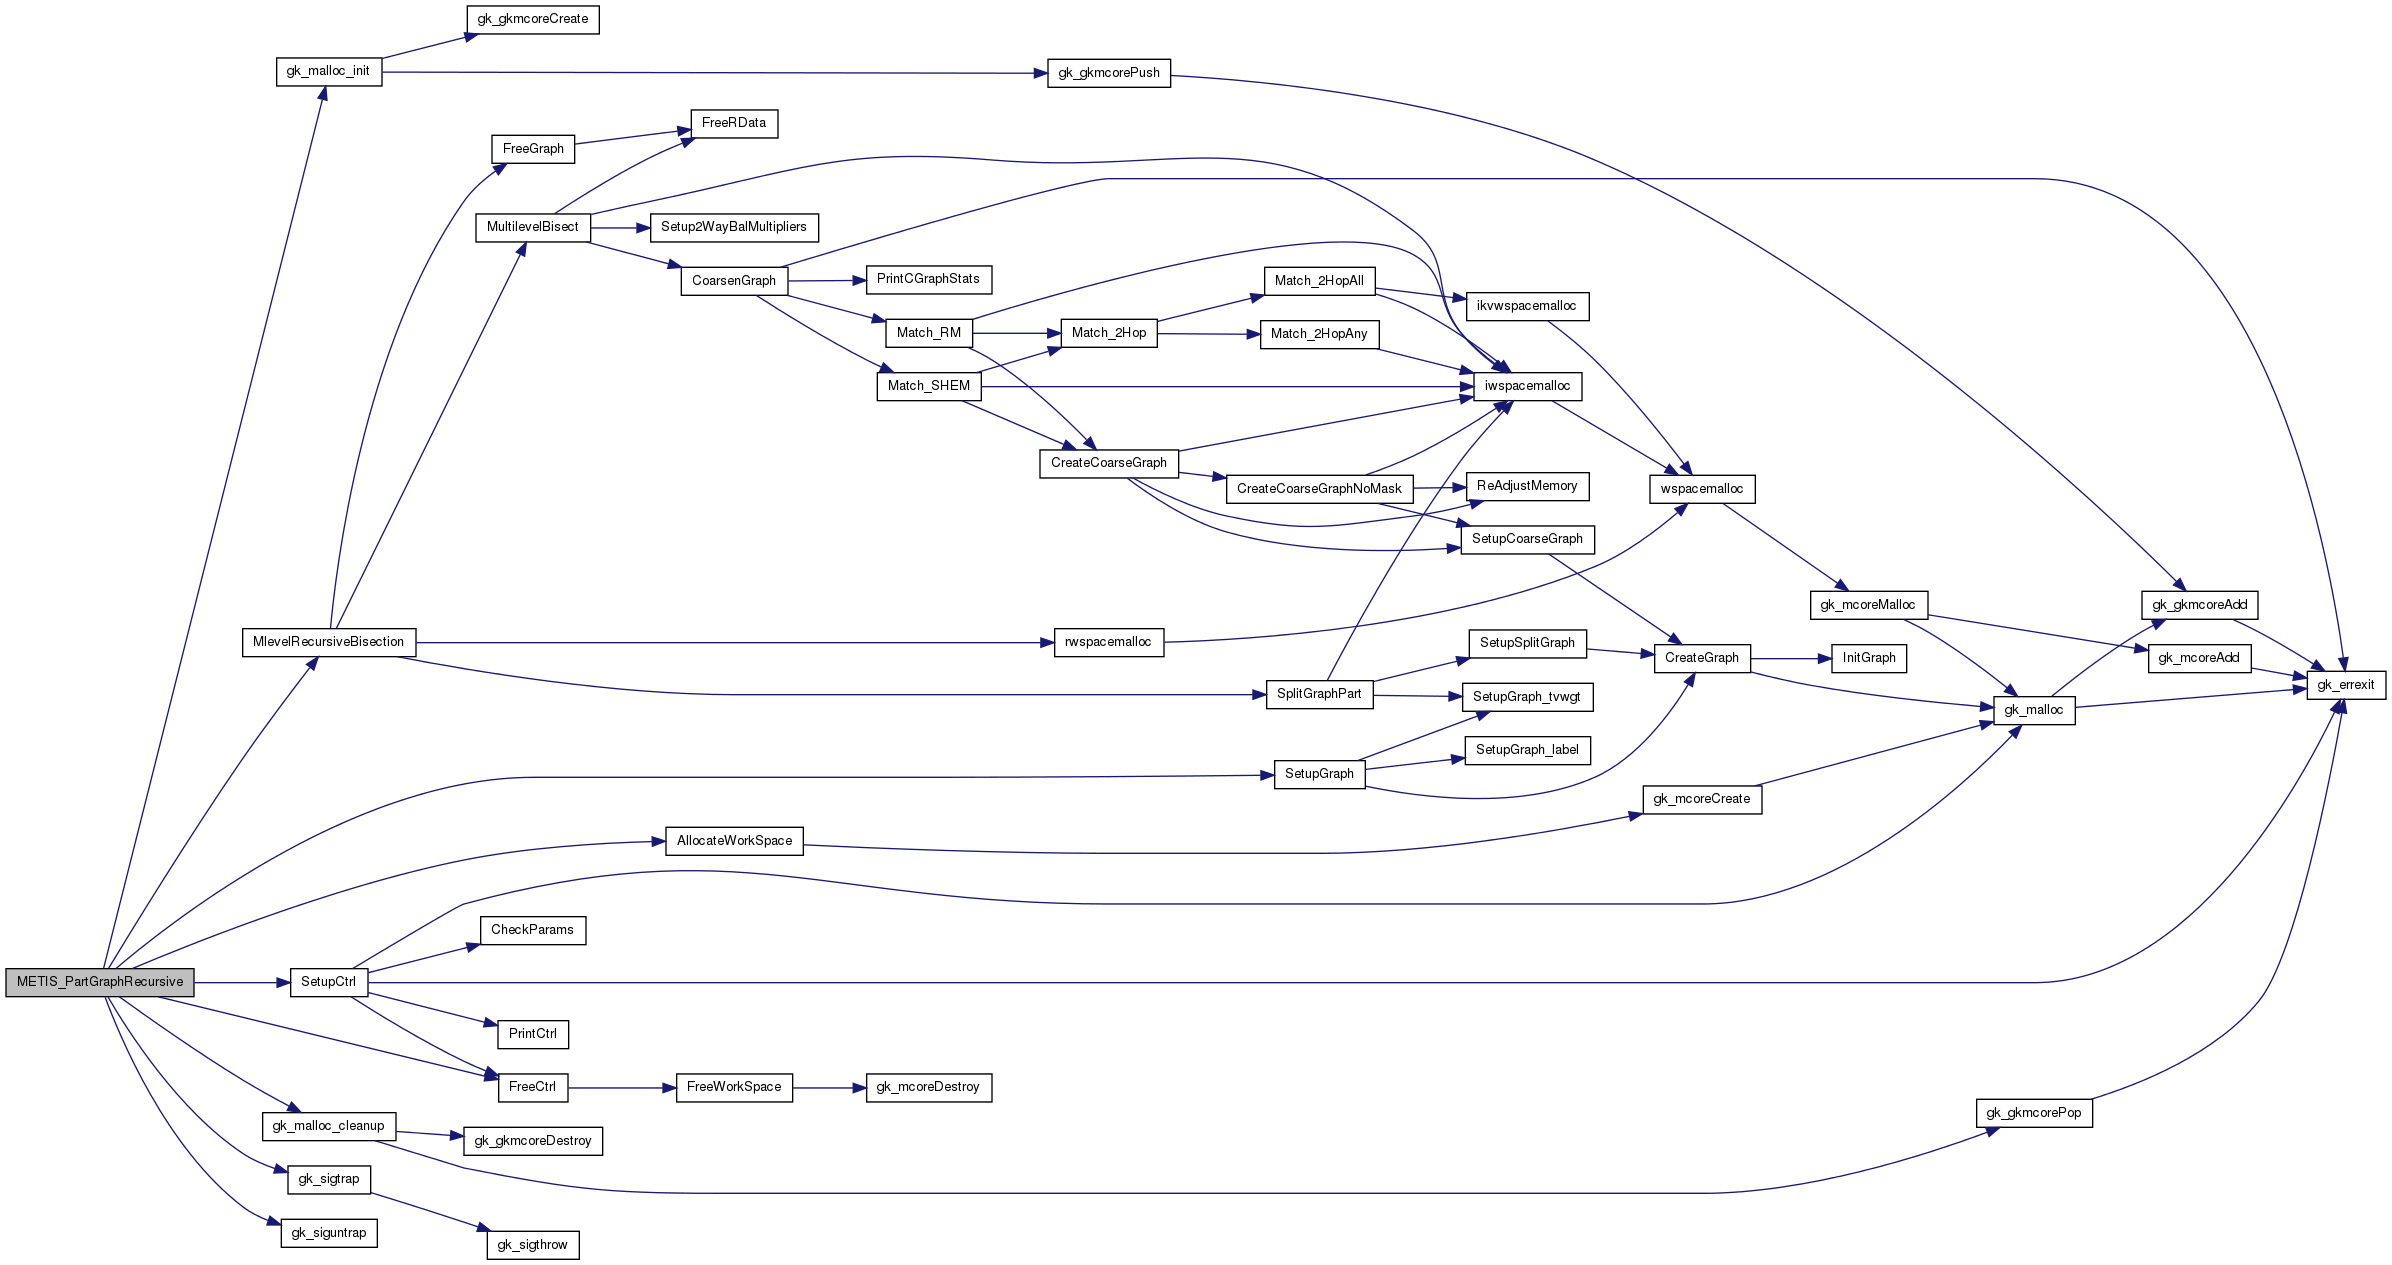 gk_gkmcoreCreate
gk_malloc_init
gk_gkmcorePush
FreeRData
FreeGraph
MultilevelBisect
Setup2WayBalMultipliers
CoarsenGraph
PrintCGraphStats
Match_2HopAll
ikvwspacemalloc
Match_RM
Match_2Hop
Match_2HopAny
Match_SHEM
iwspacemalloc
CreateCoarseGraph
CreateCoarseGraphNoMask
ReAdjustMemory
wspacemalloc
SetupCoarseGraph
gk_mcoreMalloc
gk_gkmcoreAdd
MlevelRecursiveBisection
rwspacemalloc
SetupSplitGraph
CreateGraph
InitGraph
gk_mcoreAdd
gk_errexit
SplitGraphPart
SetupGraph_tvwgt
gk_malloc
SetupGraph_label
SetupGraph
gk_mcoreCreate
AllocateWorkSpace
CheckParams
METIS_PartGraphRecursive
SetupCtrl
PrintCtrl
FreeCtrl
FreeWorkSpace
gk_mcoreDestroy
gk_gkmcorePop
gk_malloc_cleanup
gk_gkmcoreDestroy
gk_sigtrap
gk_siguntrap
gk_sigthrow